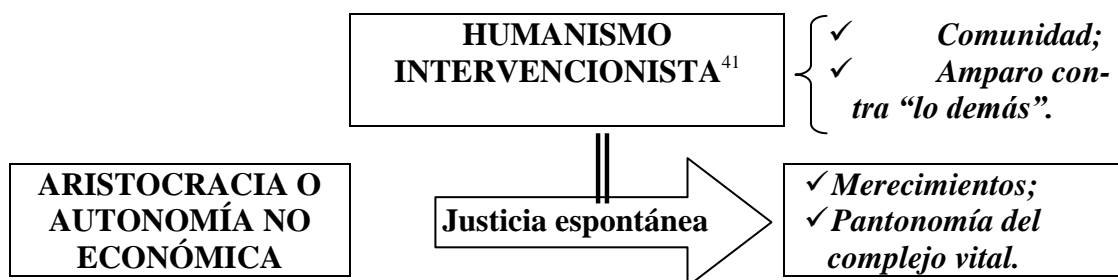 HUMANISMO
INTERVENCIONISTA41
✓ Comunidad;
✓ Amparo con-
tra “lo demás”.
ARISTOCRACIA O
AUTONOMÍA NO
ECONÓMICA
Justicia espontánea
✓Merecimientos;
✓Pantonomía del
complejo vital.